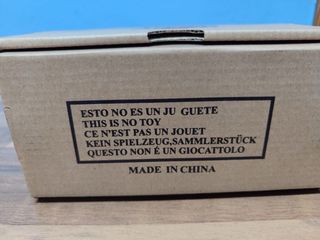 ESTO NO ES UN JU GUETE
THIS IS NO TOY
CE N'EST PAS UN JOUET
KEIN SPIELZEUG,SAMMLERSTÜCK
QUESTO NON É UN GIOCATTOLO
MADE IN CHINA